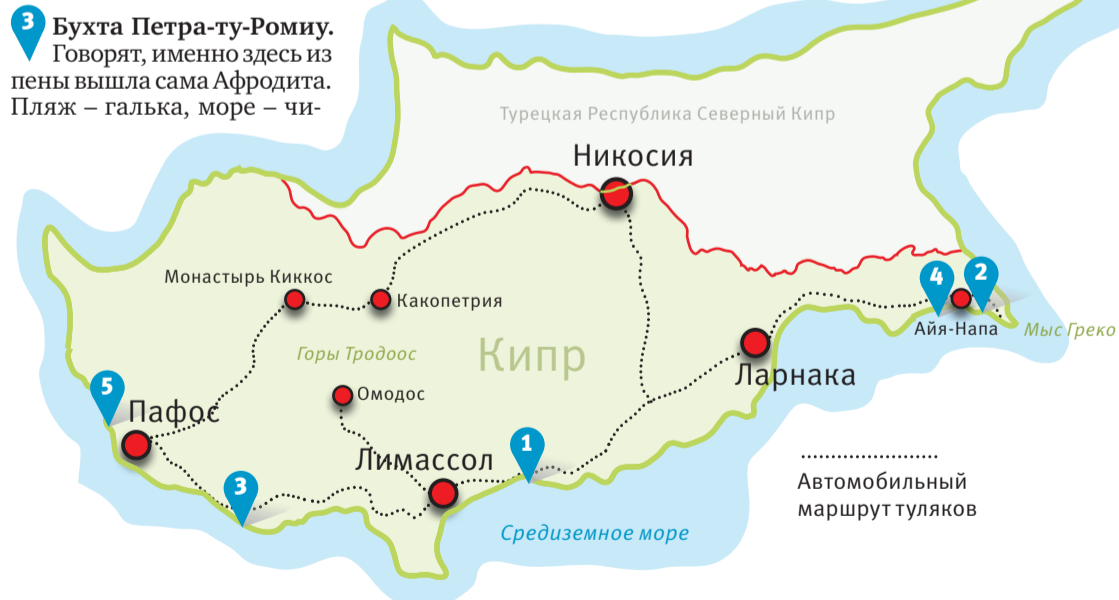 3
Бухта Петра-ту-Ромиу.
Говорят, именно здесь из
пены вышла сама Афродита.
Пляж – галька, море – чи-
Турецкая Республика Северный Кипр
Никосия
Монастырь Киккос
Какопетрия
4
2
Айя-Напа
Мыс Греко
Горы Тродоос
Кипр
Ларнака
Омодос
5
Пафос
Лимассол
1
3
Средиземное море
Автомобильный
маршрут туляков